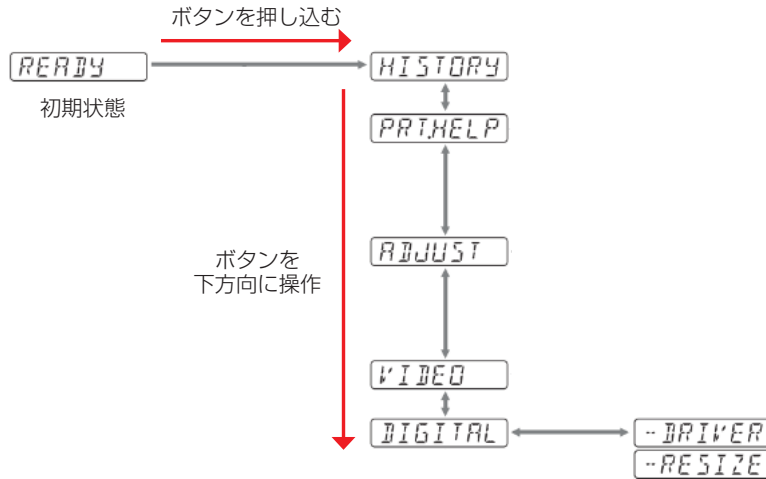 ボタンを押し込む
READY
初期状態
HISTORY
PRT.HELP
ADJUST
ボタンを
下方向に操作
VIDEO
DIGITAL
--DRIVER
--RESIZE